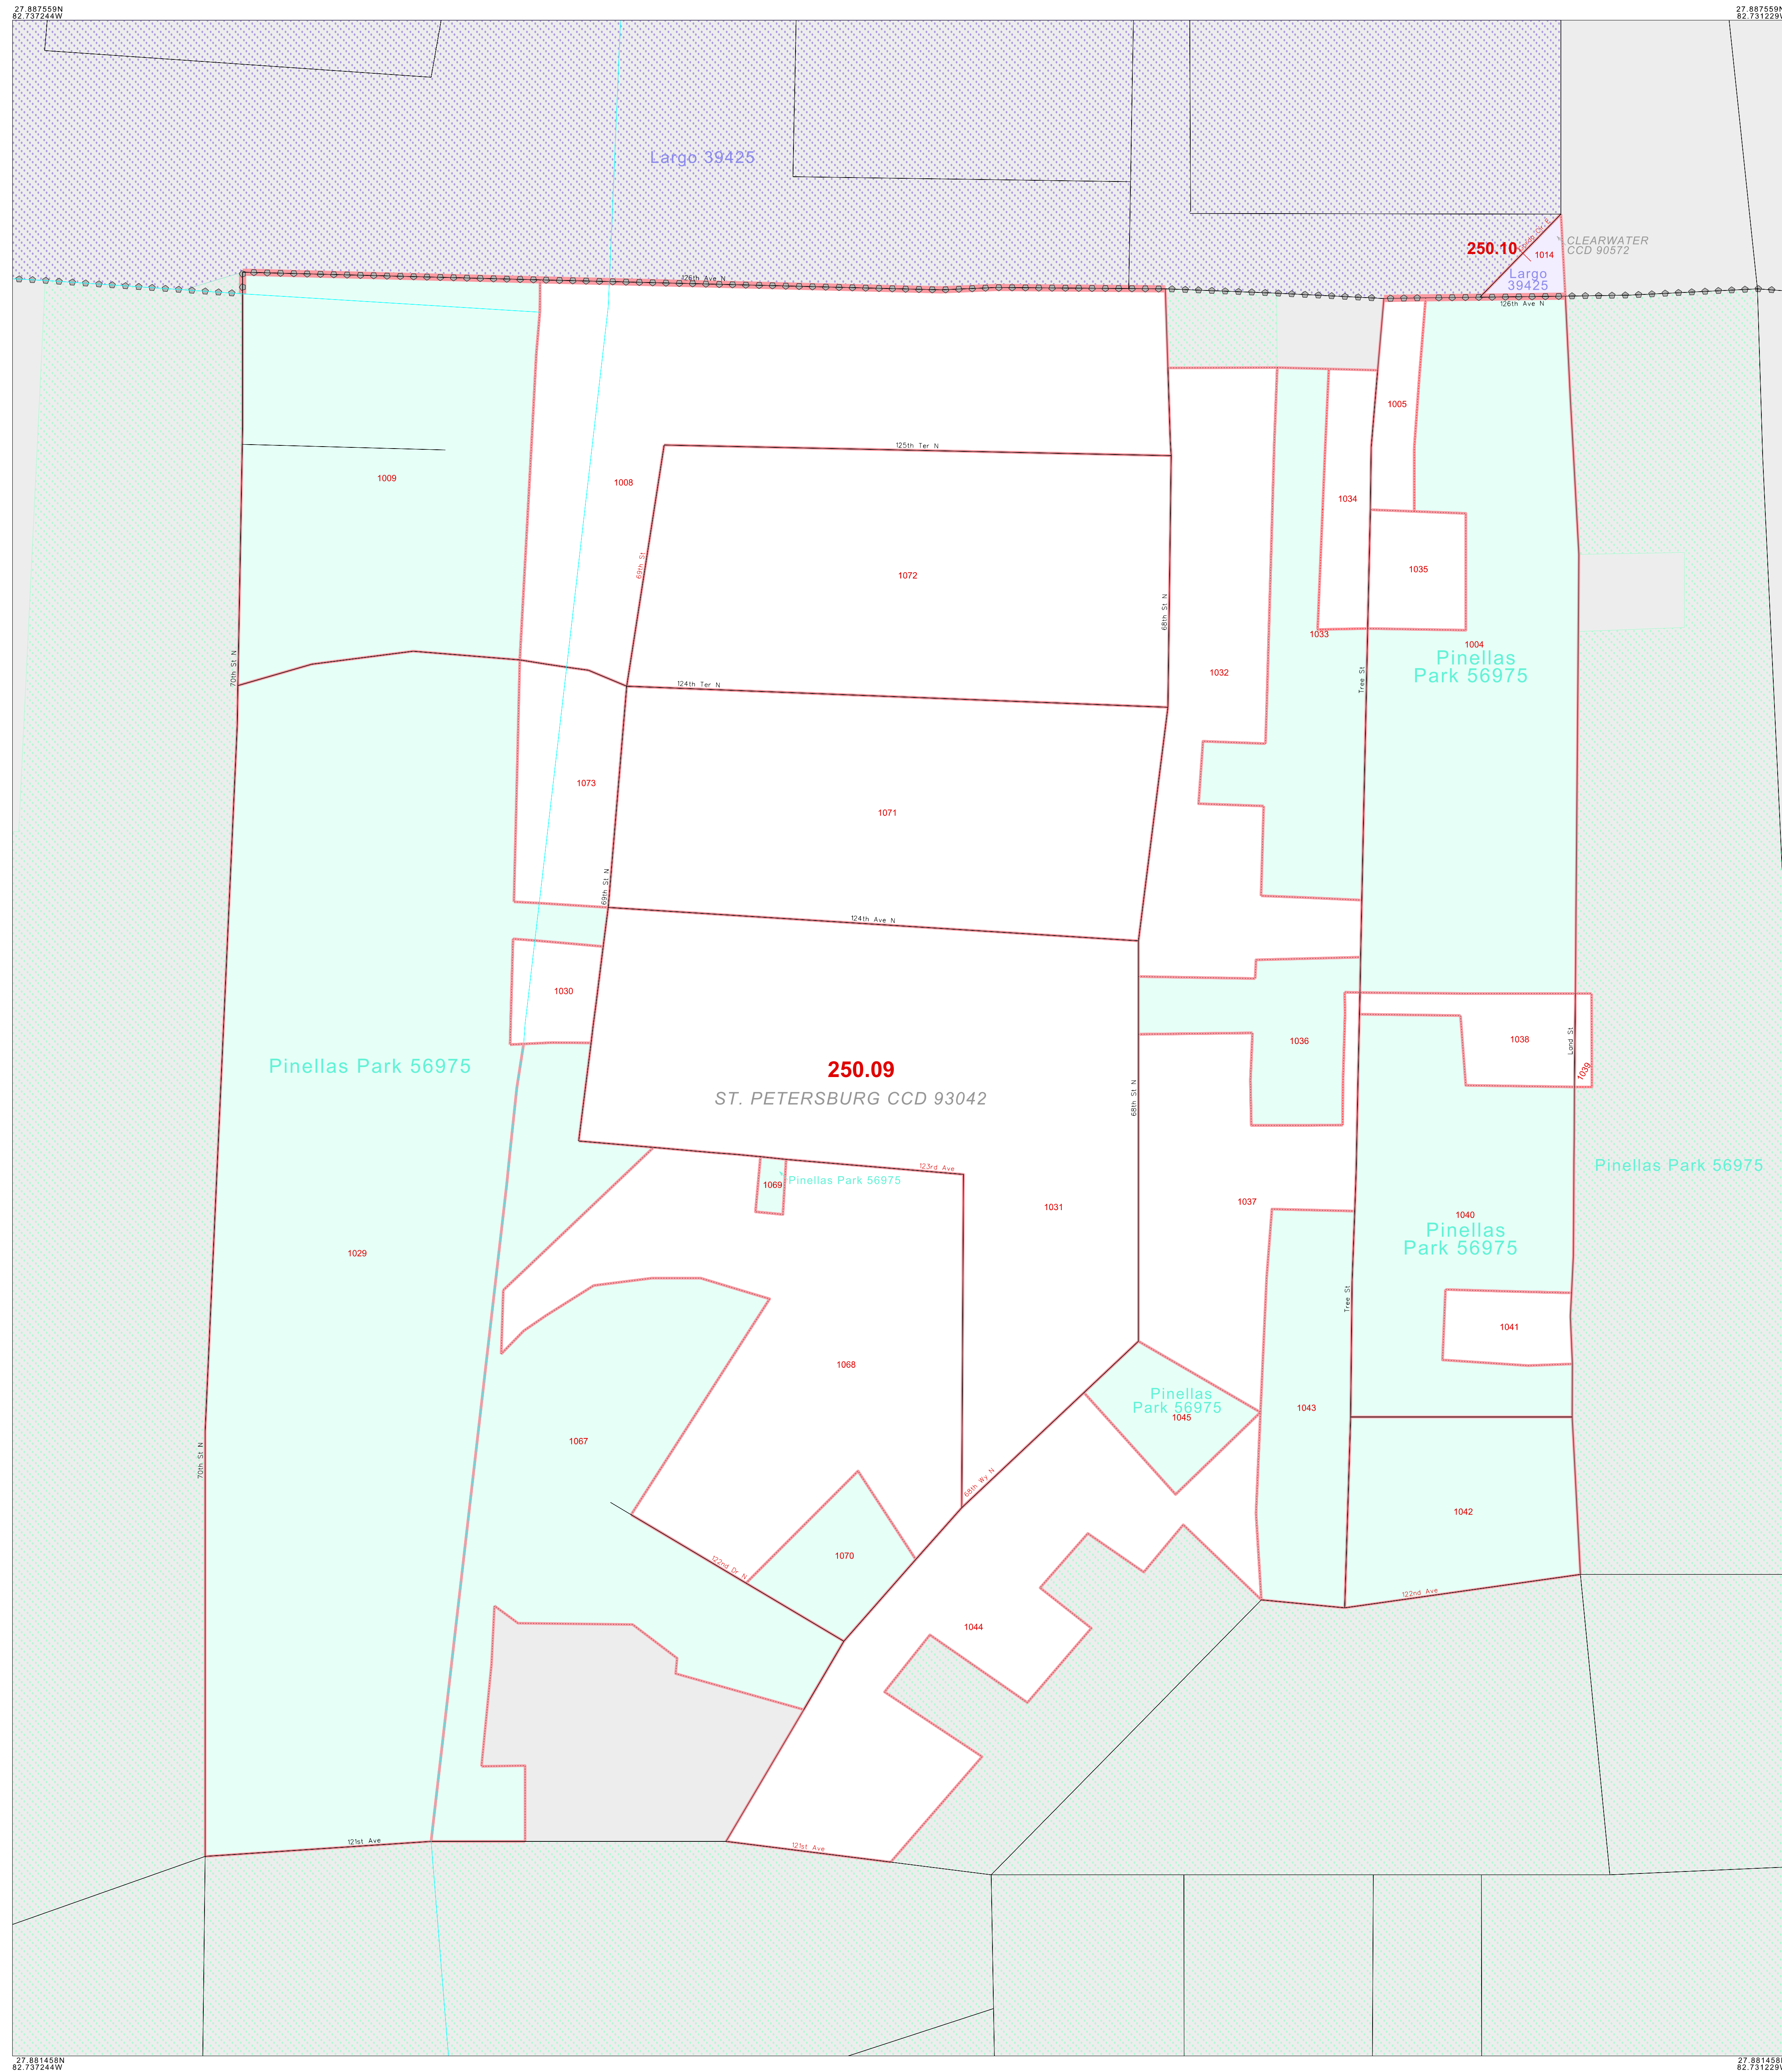 27.887559N
82.737244W
27.887559N
82.731229W
Largo 39425
250.10
1014
CLEARWATER
CCD 90572
Largo
39425
126th Ave N
126th Ave N
1005
125th Ter N
1009
1008
1034
69th St
1072
1035
68th St N
1033
1004
Pinellas
Park 56975
70th St N
1032
Tree St
124th Ter N
1073
1071
69th St N
124th Ave N
1030
1036
1038
Land St
1039
Pinellas Park 56975
250.09
ST. PETERSBURG CCD 93042
68th St N
123rd Ave
Pinellas Park 56975
1069
Pinellas Park 56975
1031
1037
1040
Pinellas
Park 56975
1029
Tree St
1041
1068
Pinellas
Park 56975
1045
1043
1067
70th St N
68th Wy N
1042
1070
122nd Dr N
122nd Ave
1044
121st Ave
121st Ave
27.881458N
82.737244W
27.881458N
82.731229W